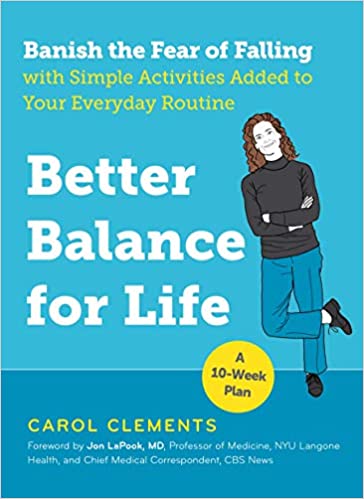 Banish the Fear of Falling
with Simple Activities Added to
Your Everyday Routine
Better
Balance
for Life
A
10-Week
Plan
CAROL CLEMENTS
Foreword by Jon LaPook, MD, Professor of Medicine, NYU Langone
Health, and Chief Medical Correspondent, CBS News